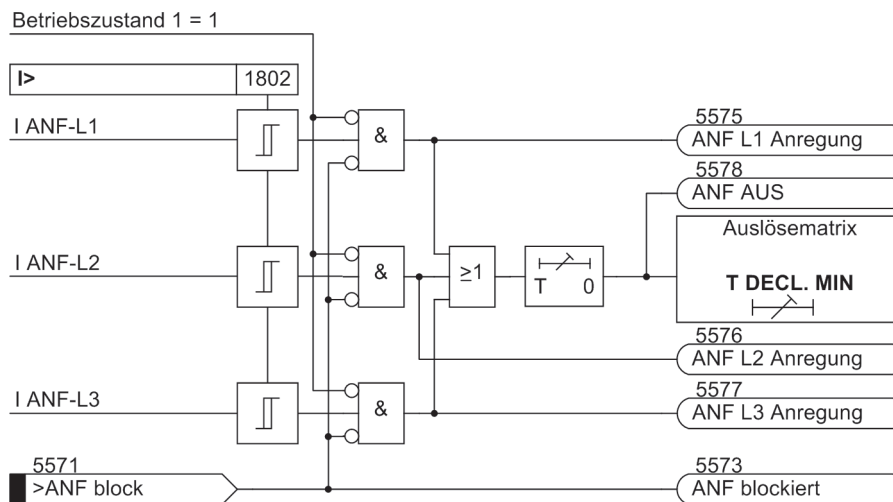 Betriebszustand 1 = 1
I> 1802
I ANF-L1
&
5575
ANF L1 Anregung
5578
ANF AUS
Auslösematrix
I ANF-L2
&
≥1
T 0
T DECL. MIN
5576
ANF L2 Anregung
I ANF-L3
&
5577
ANF L3 Anregung
5571
>ANF block
5573
ANF blockiert